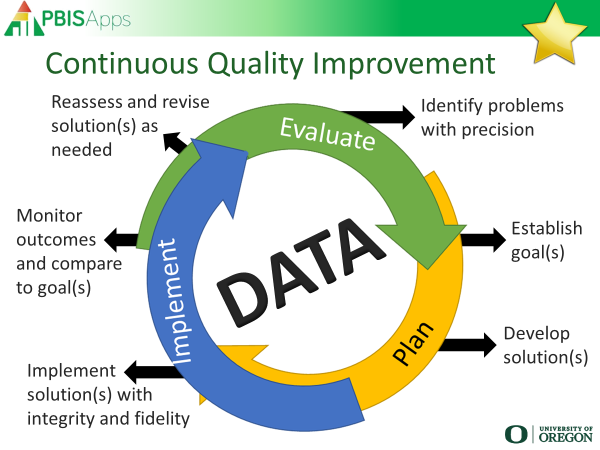 PBISApps
Continuous Quality Improvement
Reassess and revise
solution(s) as
needed
Evaluate
Identify problems
with precision
Monitor
outcomes
and compare
to goal(s)
Implement
DATA
Establish
goal(s)
Plan
Develop
solution(s)
Implement
solution(s) with
integrity and fidelity
O
UNIVERSITY OF
OREGON